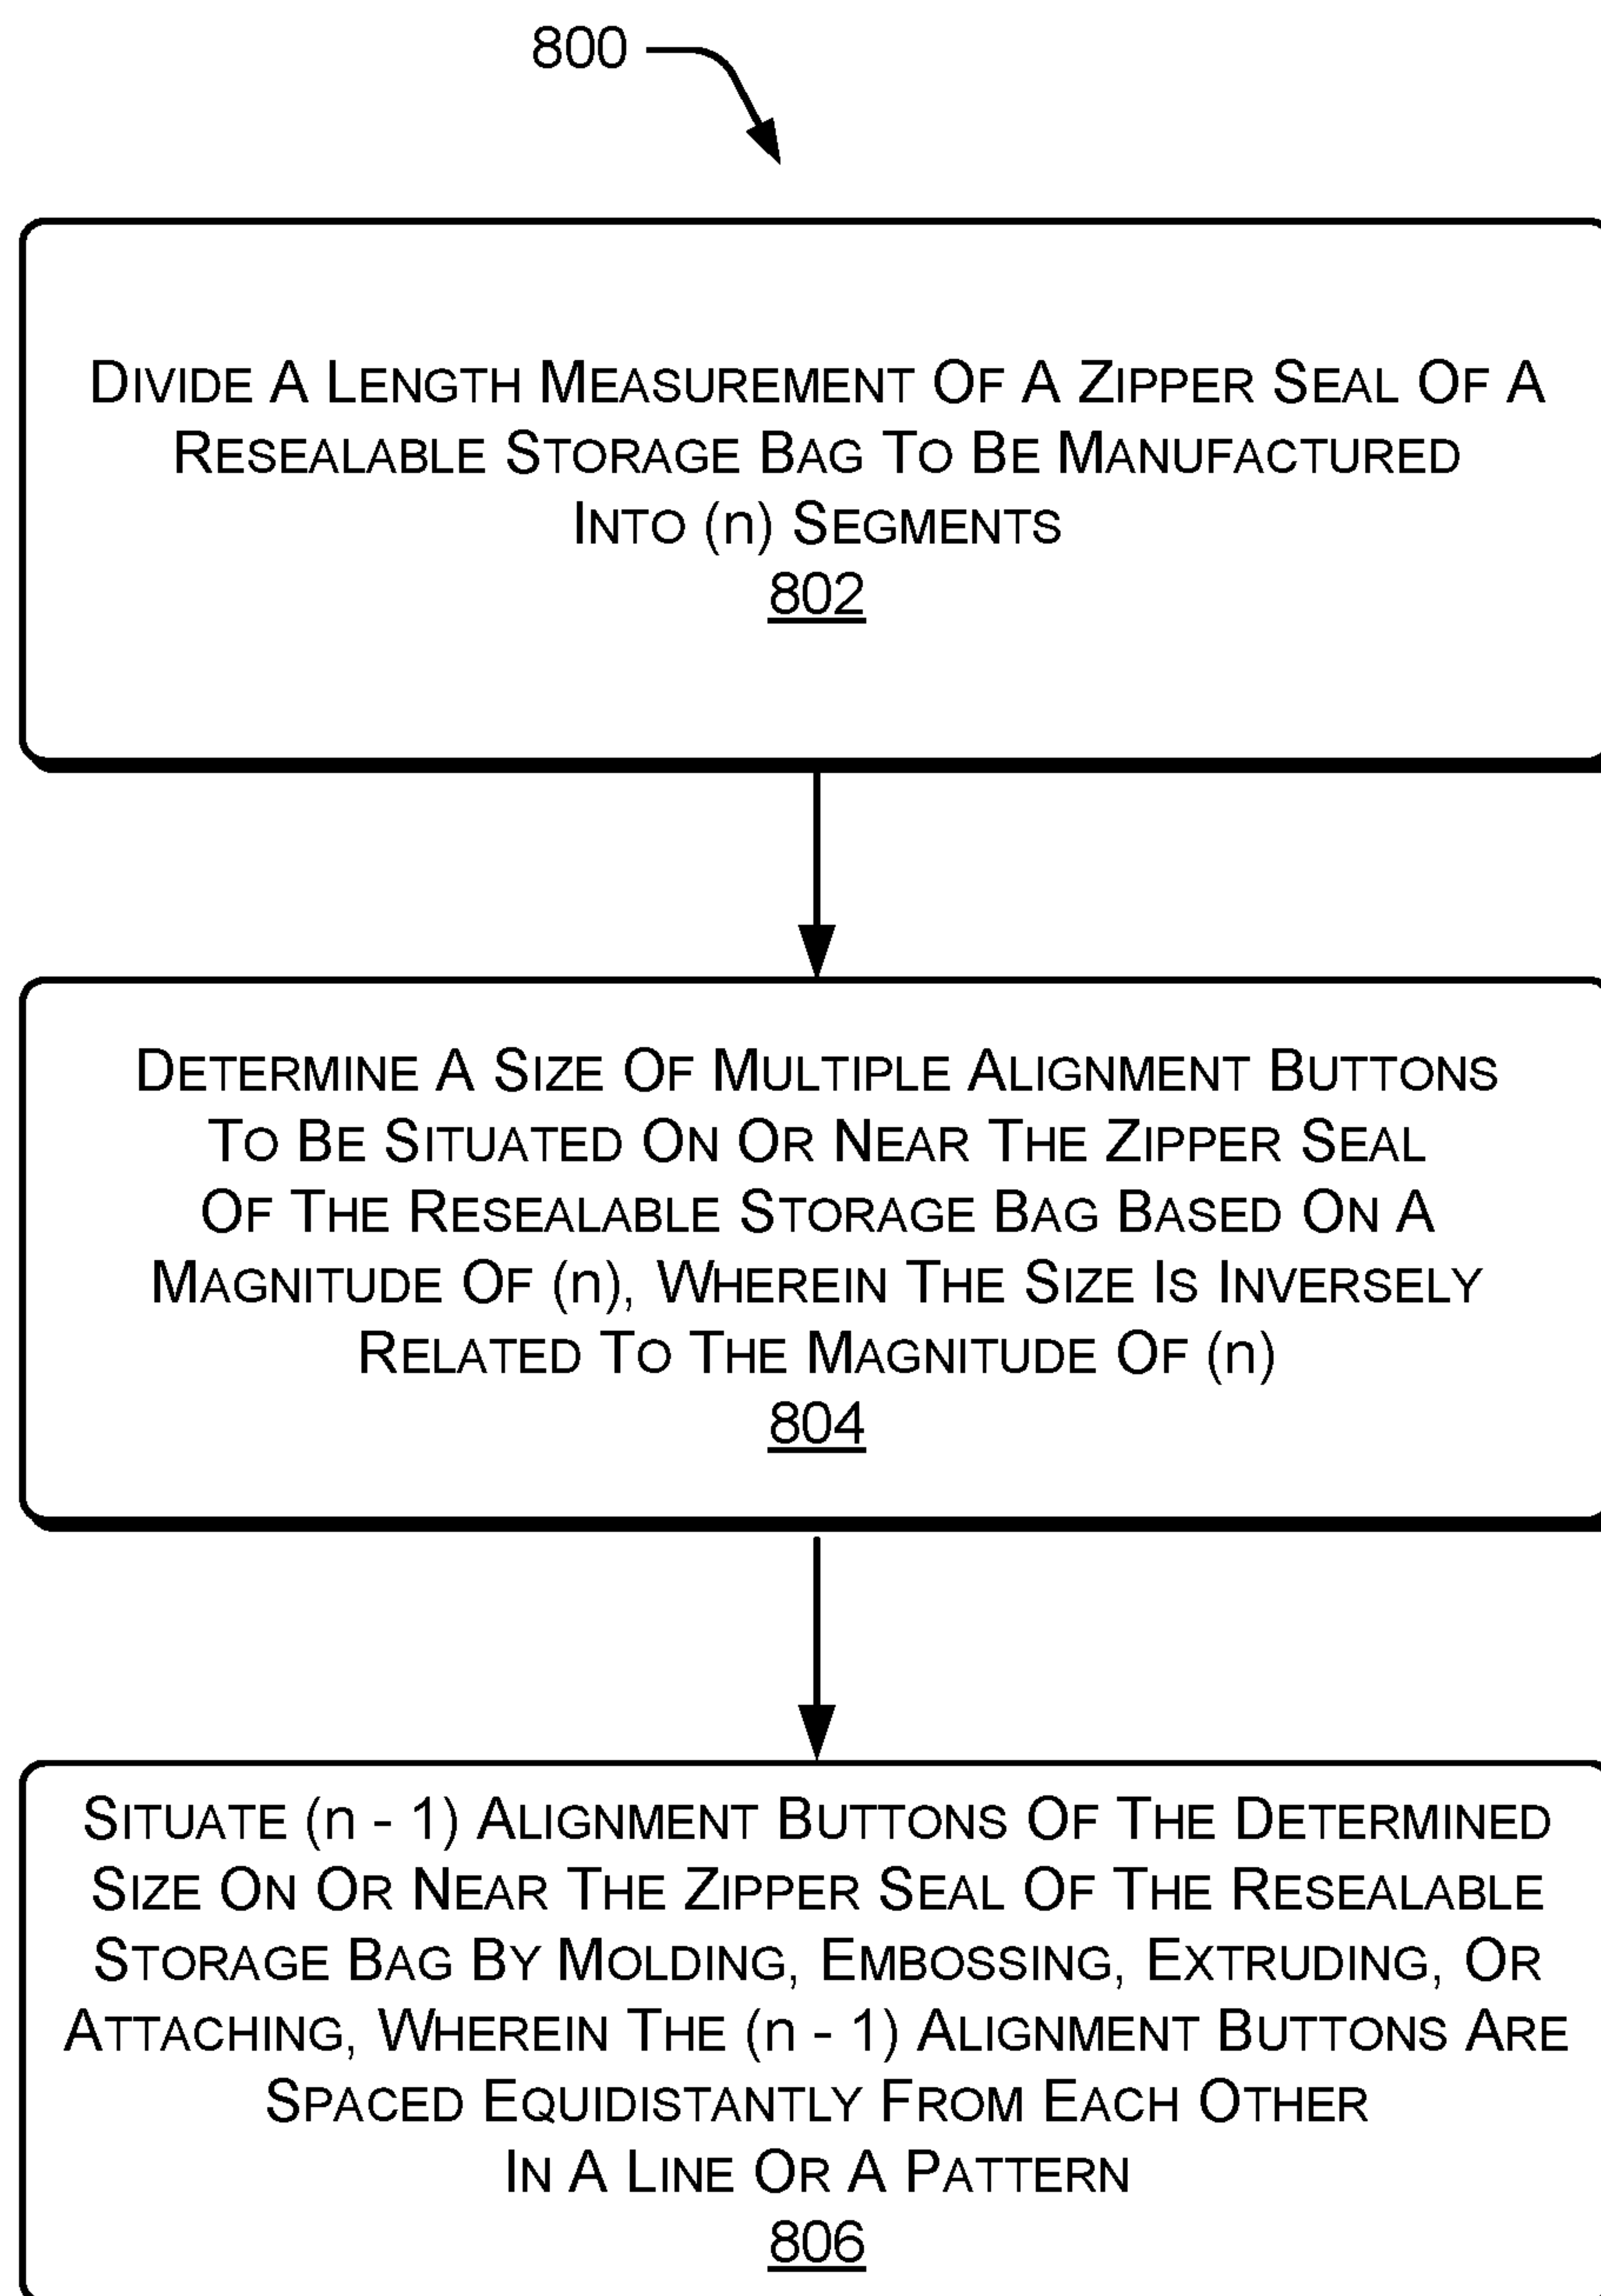 800
DIVIDE A LENGTH MEASUREMENT OF A ZIPPER SEAL OF A
RESEALABLE STORAGE BAG TO BE MANUFACTURED
INTO (n) SEGMENTS
802
DETERMINE A SIZE OF MULTIPLE ALIGNMENT BUTTONS
TO BE SITUATED ON OR NEAR THE ZIPPER SEAL
OF THE RESEALABLE STORAGE BAG BASED ON A
MAGNITUDE OF (n), WHEREIN THE SIZE IS INVERSELY
RELATED TO THE MAGNITUDE OF (n)
804
SITUATE (n - 1) ALIGNMENT BUTTONS OF THE DETERMINED
SIZE ON OR NEAR THE ZIPPER SEAL OF THE RESEALABLE
STORAGE BAG BY MOLDING, EMBOSSING, EXTRUDING, OR
ATTACHING, WHEREIN THE (n - 1) ALIGNMENT BUTTONS ARE
SPACED EQUIDISTANTLY FROM EACH OTHER
IN A LINE OR A PATTERN
806